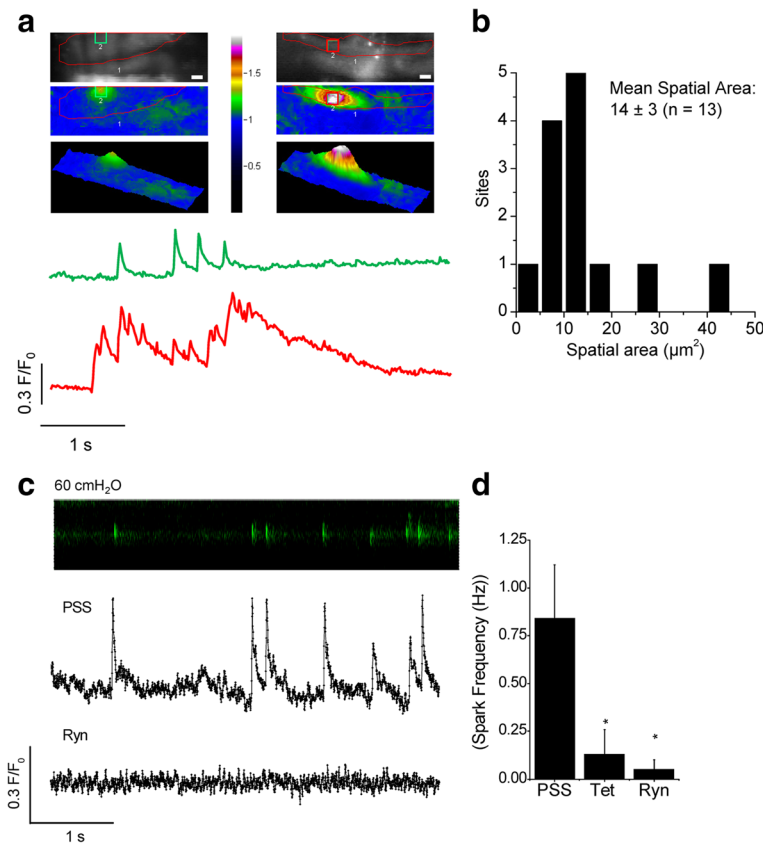 a
2
1
2
1
2
1
2
1
−1.5
−1
−0.5
0.3 F/F0
1 s
b
Mean Spatial Area:
14 ± 3 (n = 13)
Sites
5
4
3
2
1
0
0 10 20 30 40 50
Spatial area (µm²)
c
60 cmH₂O
PSS
Ryn
0.3 F/F₀
1 s
d
(Spark Frequency (Hz))
1.25
1.00
0.75
0.50
0.25
0.00
* *
PSS Tet Ryn